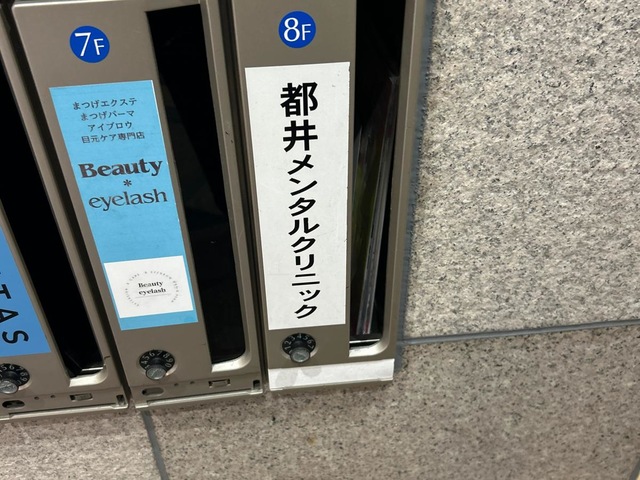 7F
まつげエクステ
まつげパーマ
アイブロウ
目元ケア専門店
Beauty
*
eyelash
Beauty
eyelash
8F
都井メンタルクリニック
TAS